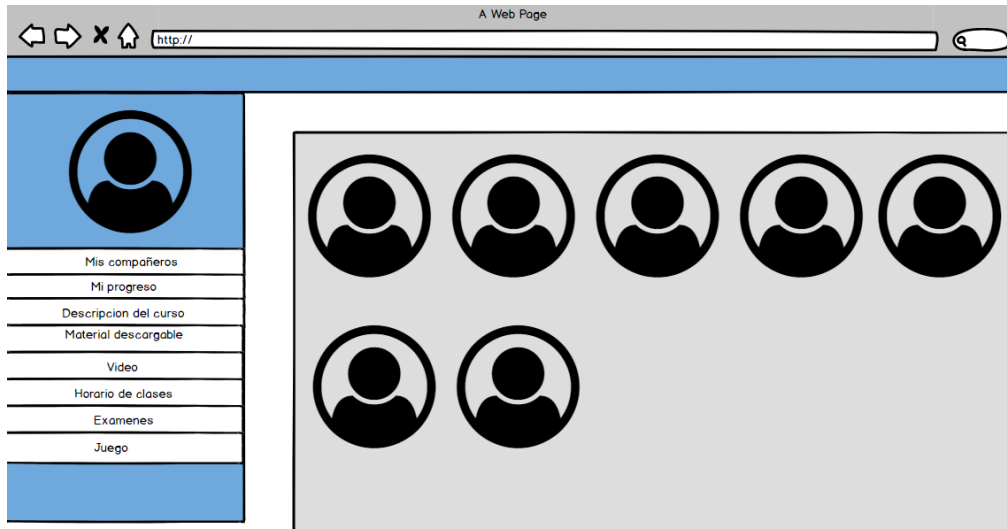 A Web Page
http://
Mis compañeros
Mi progreso
Descripcion del curso
Material descargable
Video
Horario de clases
Examenes
Juego